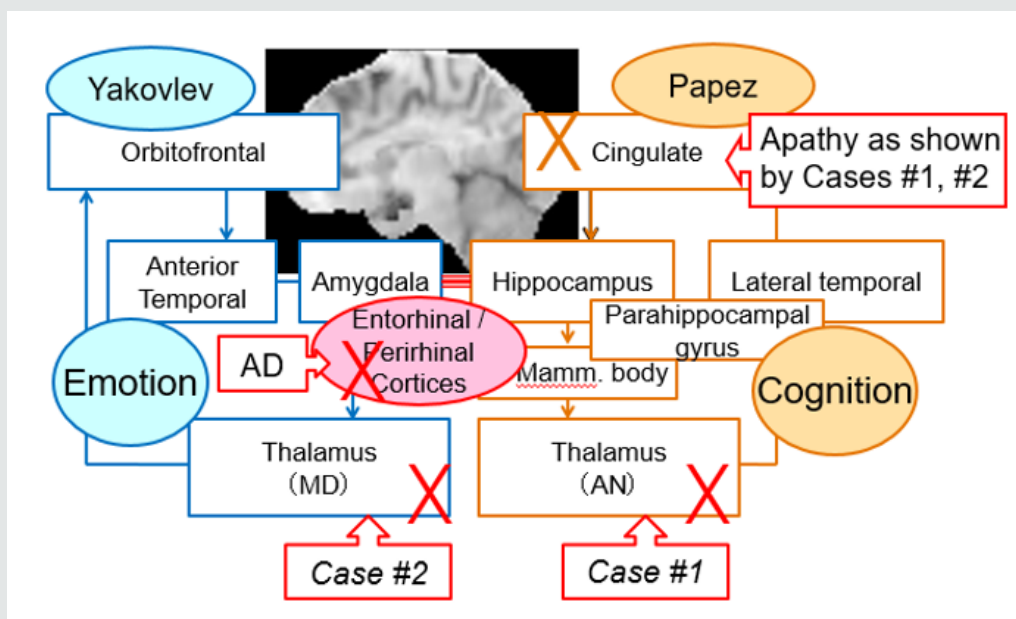 Yakovlev
Papez
Orbitofrontal
Cingulate
Apathy as shown
by Cases #1, #2
Anterior
Temporal
Amygdala
Hippocampus
Lateral temporal
Entorhinal /
Perirhinal
Cortices
Parahippocampal
gyrus
AD
Mamm. body
Emotion
Cognition
Thalamus
(MD)
Thalamus
(AN)
Case #2
Case #1